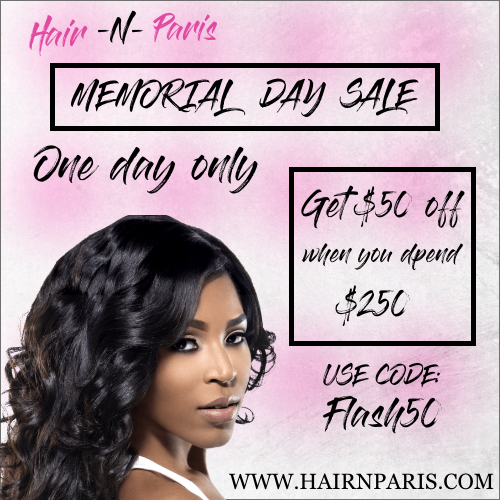 Hair -N- Paris
MEMORIAL DAY SALE
One day only
Get $50 off
when you dpend
$250
USE CODE:
Flash50
WWW.HAIRNPARIS.COM